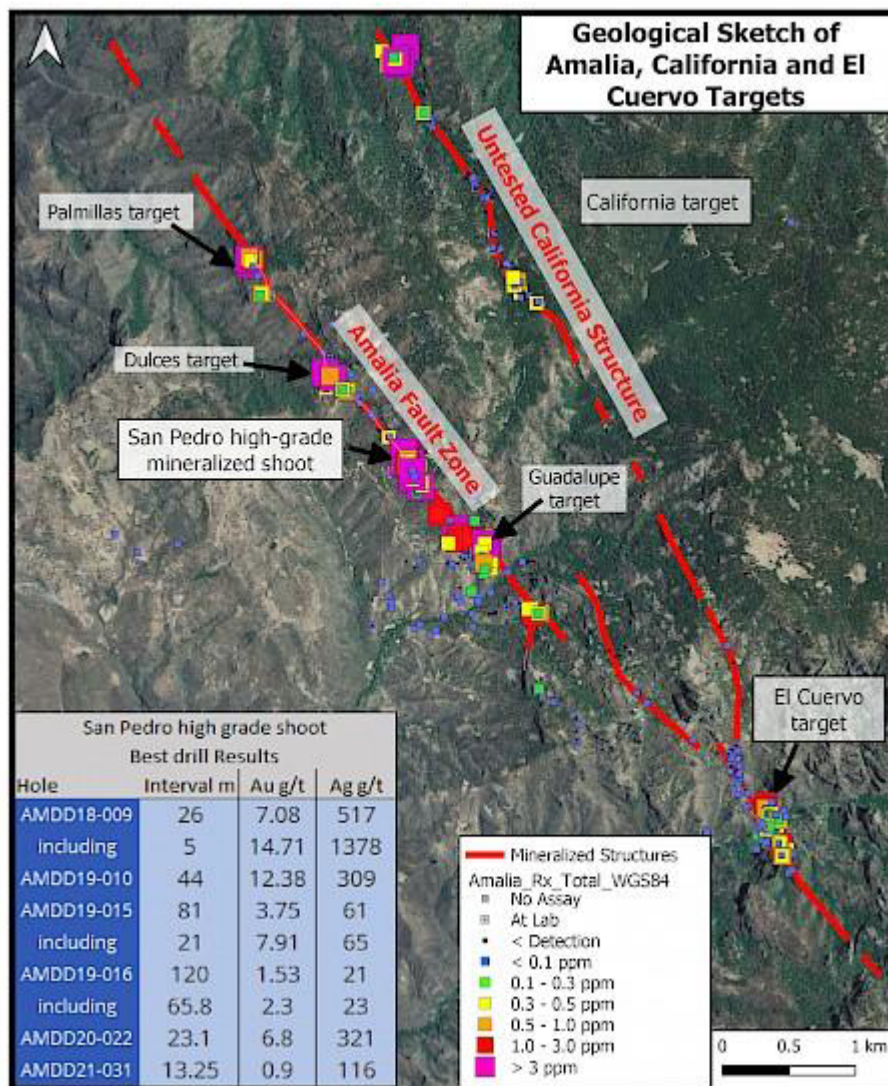 Geological Sketch of
Amalia, California and El
Cuervo Targets
Untested California Structure
California target
Palmillas target
Amalia Fault Zone
Dulces target
San Pedro high-grade
mineralized shoot
Guadalupe
target
El Cuervo
target
San Pedro high grade shoot
Best drill Results
Hole Interval m Au g/t Ag g/t
AMDD18-009 26 7.08 517
including 5 14.71 1378
AMDD19-010 44 12.38 309
AMDD19-015 81 3.75 61
including 21 7.91 65
AMDD19-016 120 1.53 21
including 65.8 2.3 23
AMDD20-022 23.1 6.8 321
AMDD21-031 13.25 0.9 116
Mineralized Structures
Amalia_Rx_Total_WGS84
No Assay
At Lab
< Detection
< 0.1 ppm
0.1 - 0.3 ppm
0.3 - 0.5 ppm
0.5 - 1.0 ppm
1.0 - 3.0 ppm
> 3 ppm
0 0.5 1 km